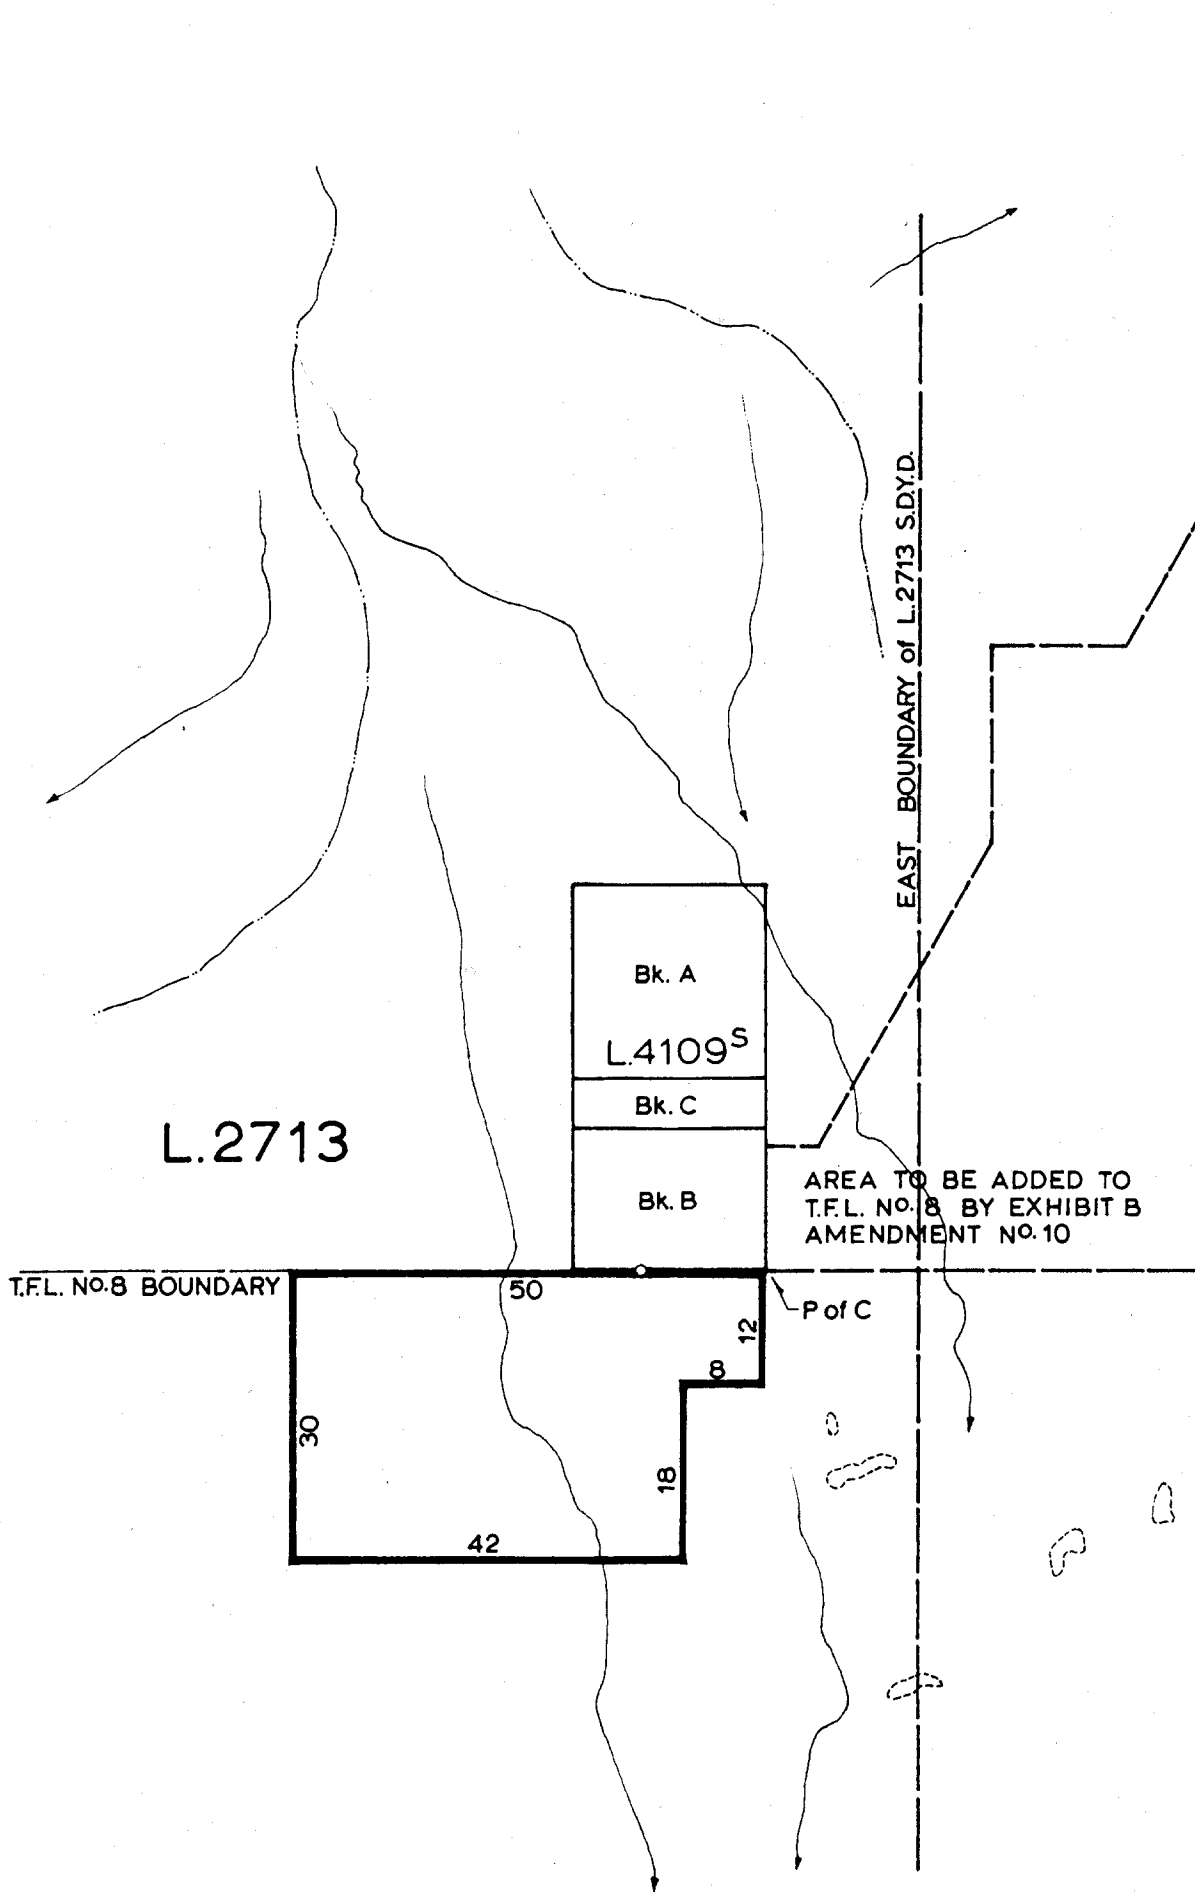 EAST BOUNDARY of L.2713 S.D.Y.D.
Bk. A
L.4109 S
Bk. C
L.2713
Bk. B
AREA TO BE ADDED TO
T.F.L. No. 8 BY EXHIBIT B
AMENDMENT No. 10
T.F.L. No. 8 BOUNDARY
50
P of C
12
8
30
18
42